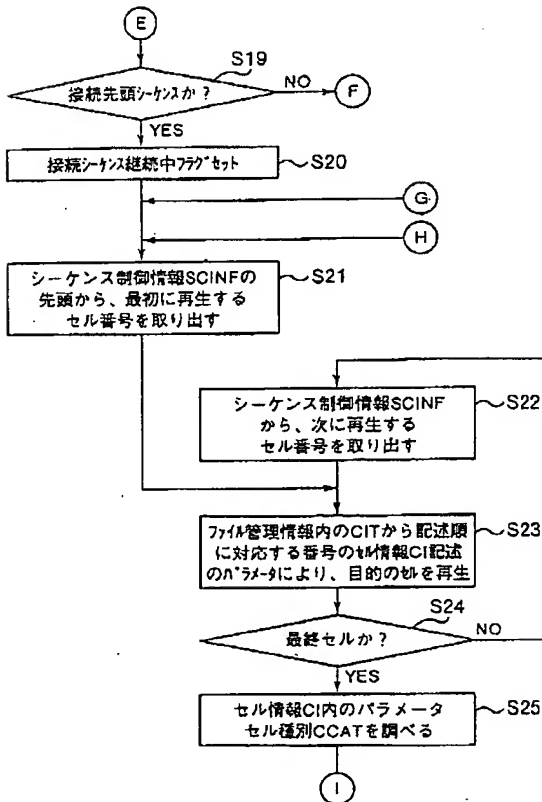 E
S19
接続先頭ｼｰｹﾝｽか？
NO
F
YES
接続ｼｰｹﾝｽ継続中ﾌﾗｸﾞｾｯﾄ
S20
G
H
シーケンス制御情報SCINFの
先頭から、最初に再生する
セル番号を取り出す
S21
シーケンス制御情報SCINF
から、次に再生する
セル番号を取り出す
S22
ﾌｧｲﾙ管理情報内のCITから記述順
に対応する番号のｾﾙ情報CI記述
のﾊﾟﾗﾒｰﾀにより、目的のｾﾙを再生
S23
S24
最終セルか？
NO
YES
セル情報CI内のパラメータ
セル種別CCATを調べる
S25
I